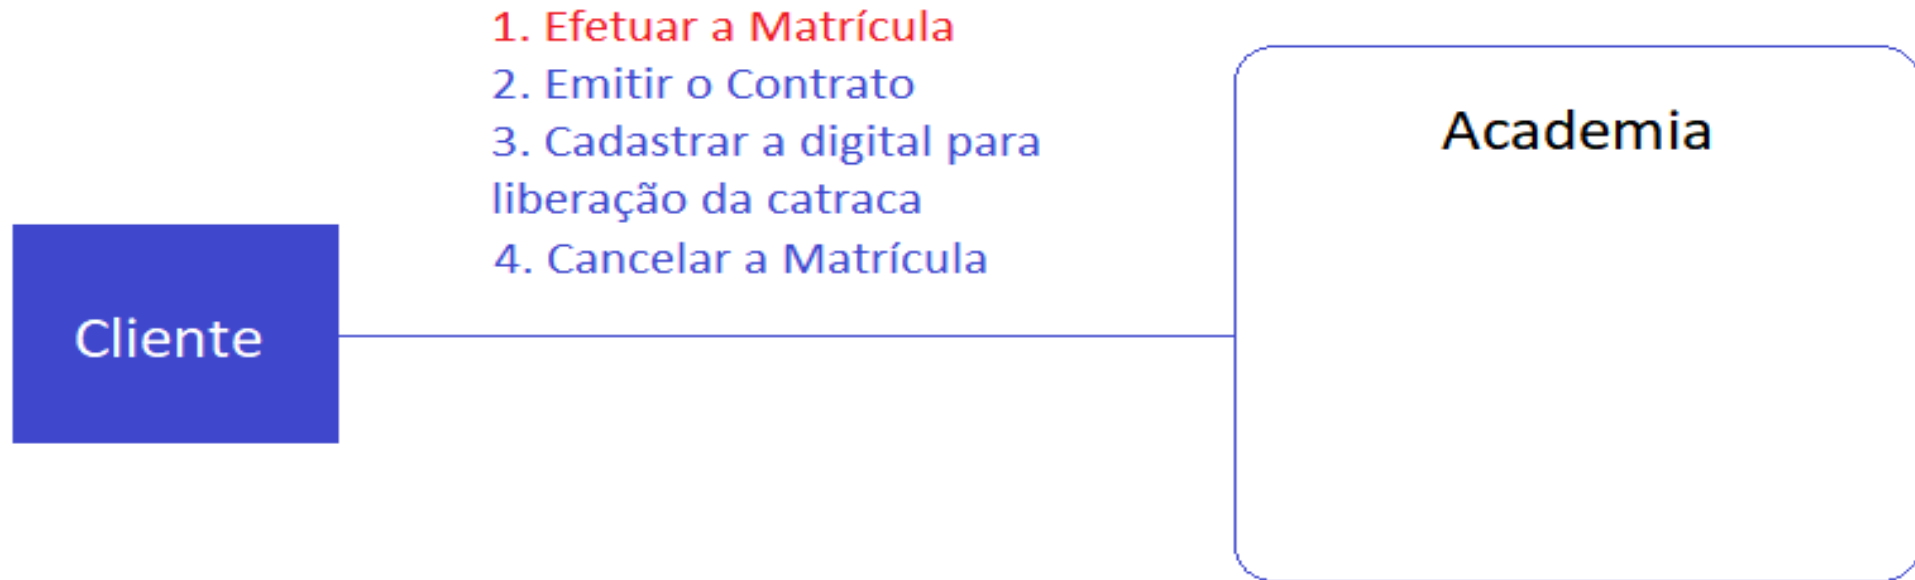 1. Efetuar a Matrícula
2. Emitir o Contrato
3. Cadastrar a digital para
liberação da catraca
4. Cancelar a Matrícula
Academia
Cliente